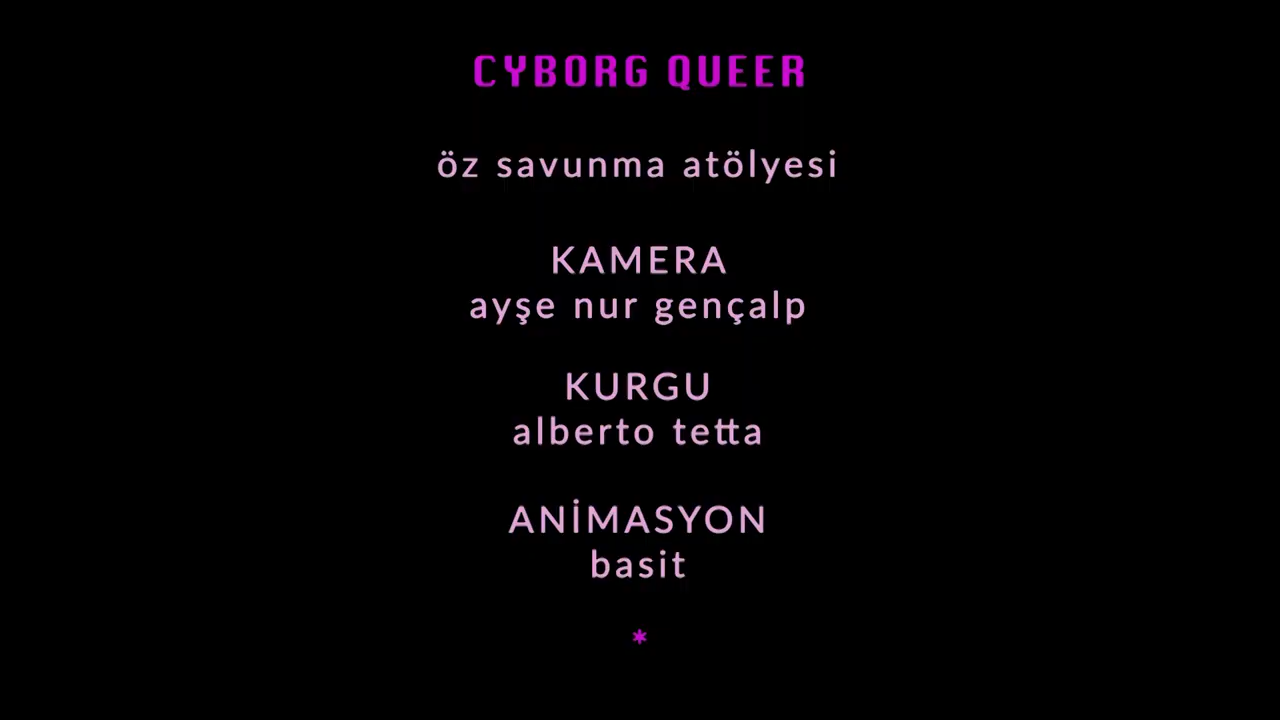 CYBORG QUEER
öz savunma atölyesi
KAMERA
ayşe nur gençalp
KURGU
alberto tetta
ANİMASYON
basit
*